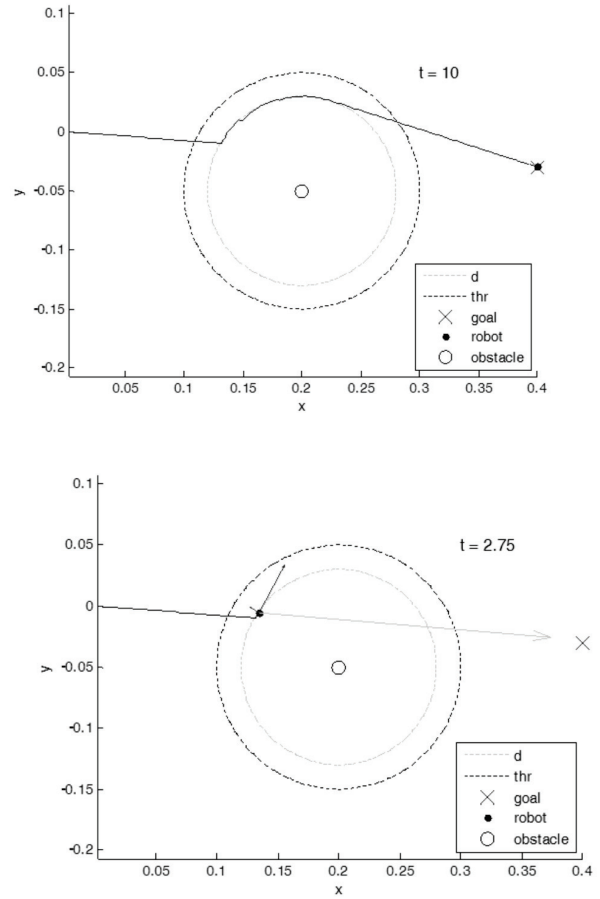 0.1
0.05
t = 10
0
y
-0.05
-0.1
-0.15
-0.2
d
thr
goal
robot
obstacle
0.05 0.1 0.15 0.2 0.25 0.3 0.35 0.4
x
0.1
0.05
t = 2.75
0
y
-0.05
-0.1
-0.15
-0.2
d
thr
goal
robot
obstacle
0.05 0.1 0.15 0.2 0.25 0.3 0.35 0.4
x